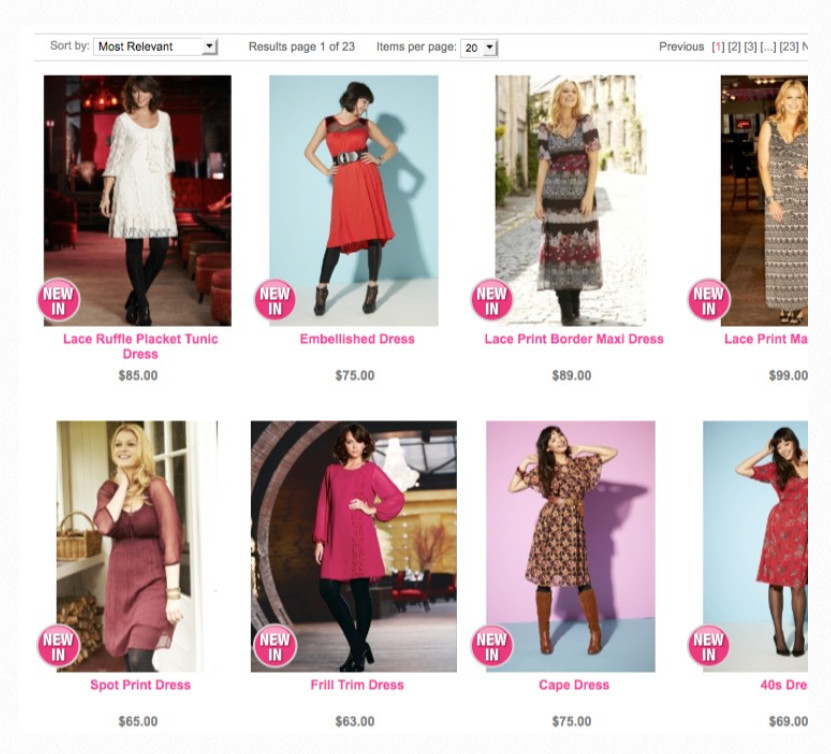 Sort by: Most Relevant Results page 1 of 23 Items per page: 20 Previous [1] [2] [3] [...] [23] N
NEW IN
NEW IN
NEW IN
NEW IN
Lace Ruffle Placket Tunic Dress
Embellished Dress
Lace Print Border Maxi Dress
Lace Print Ma
$85.00
$75.00
$89.00
$99.00
NEW IN
NEW IN
NEW IN
NEW IN
Spot Print Dress
Frill Trim Dress
Cape Dress
40s Dre
$65.00
$63.00
$75.00
$69.00